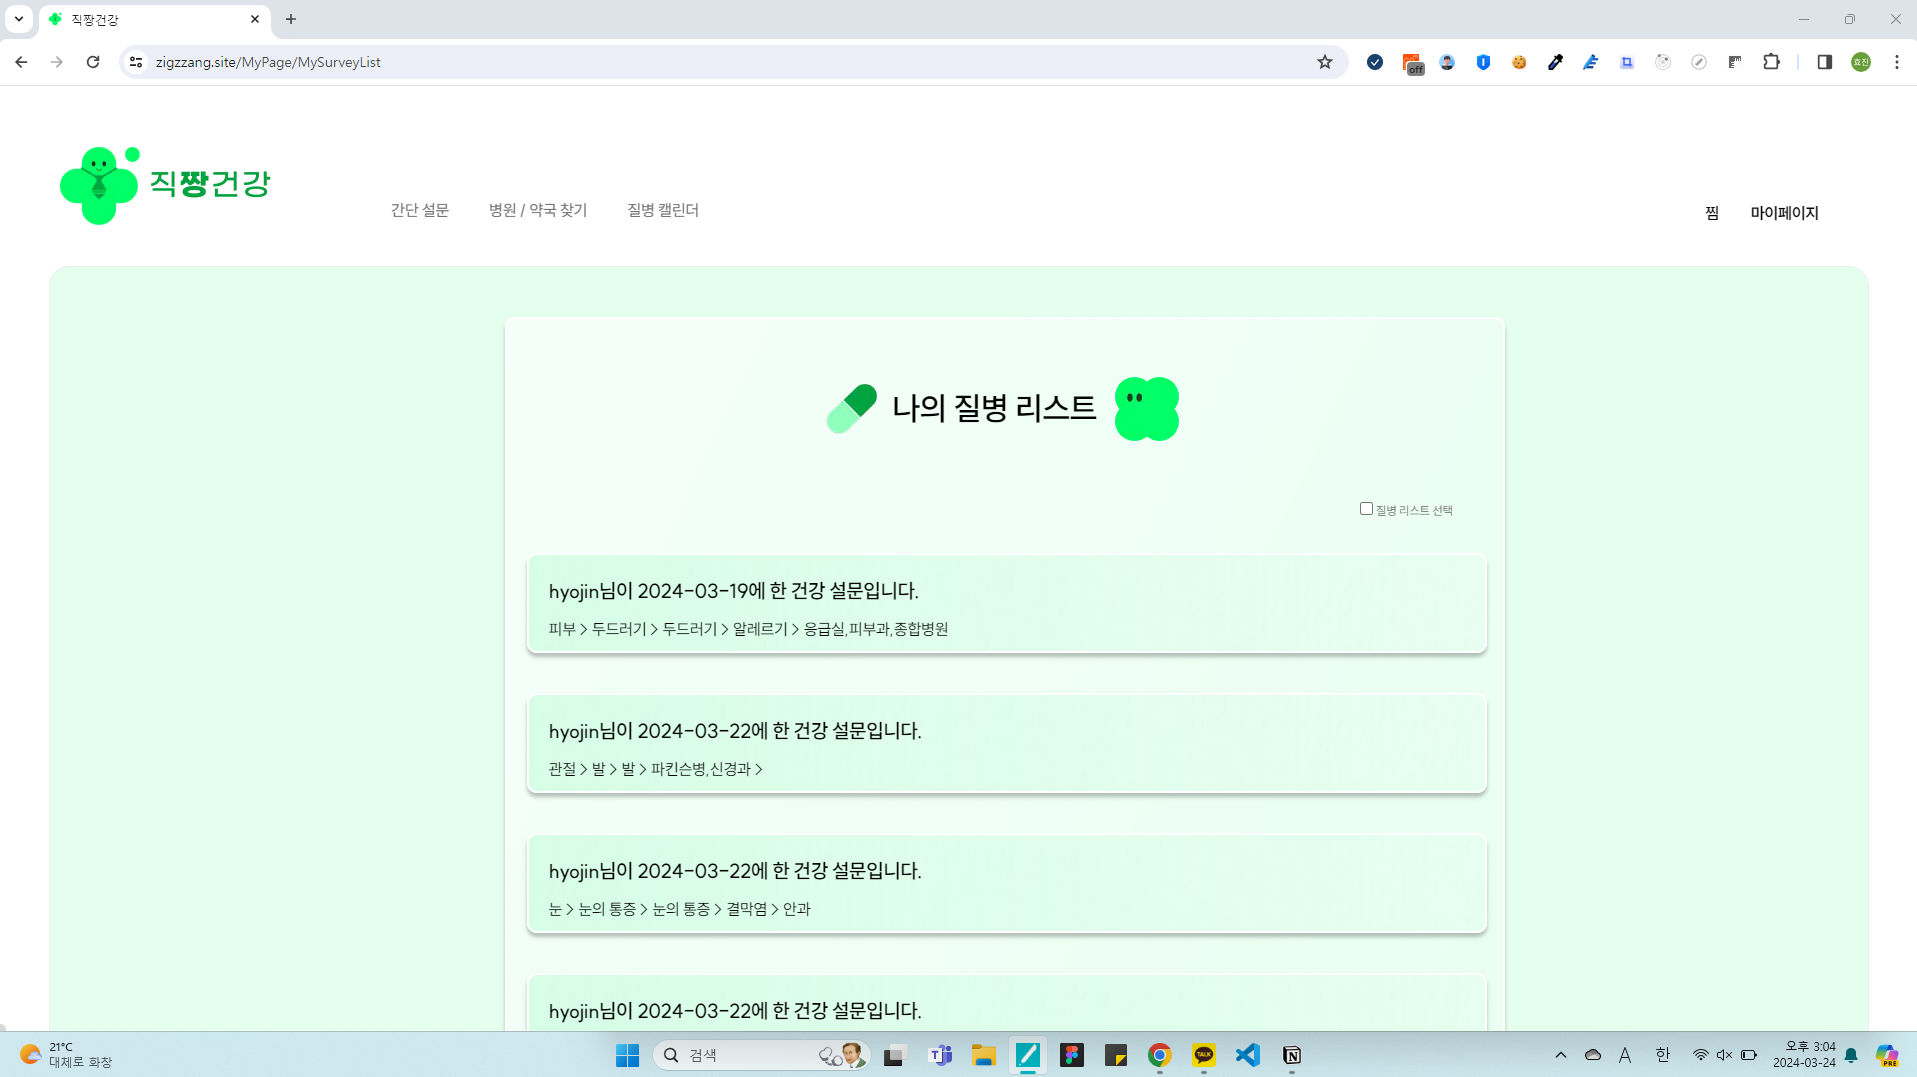 직짱건강
zigzzang.site/MyPage/MySurveyList
off
효진
직짱건강
간단 설문
병원 / 약국 찾기
질병 캘린더
찜
마이페이지
나의 질병 리스트
질병 리스트 선택
hyojin님이 2024-03-19에 한 건강 설문입니다.
피부 > 두드러기 > 두드러기 > 알레르기 > 응급실,피부과,종합병원
hyojin님이 2024-03-22에 한 건강 설문입니다.
관절 > 발 > 발 > 파킨슨병,신경과 >
hyojin님이 2024-03-22에 한 건강 설문입니다.
눈 > 눈의 통증 > 눈의 통증 > 결막염 > 안과
hyojin님이 2024-03-22에 한 건강 설문입니다.
21°C
대체로 화창
검색
TALK
A
한
오후 3:04
2024-03-24
PRE